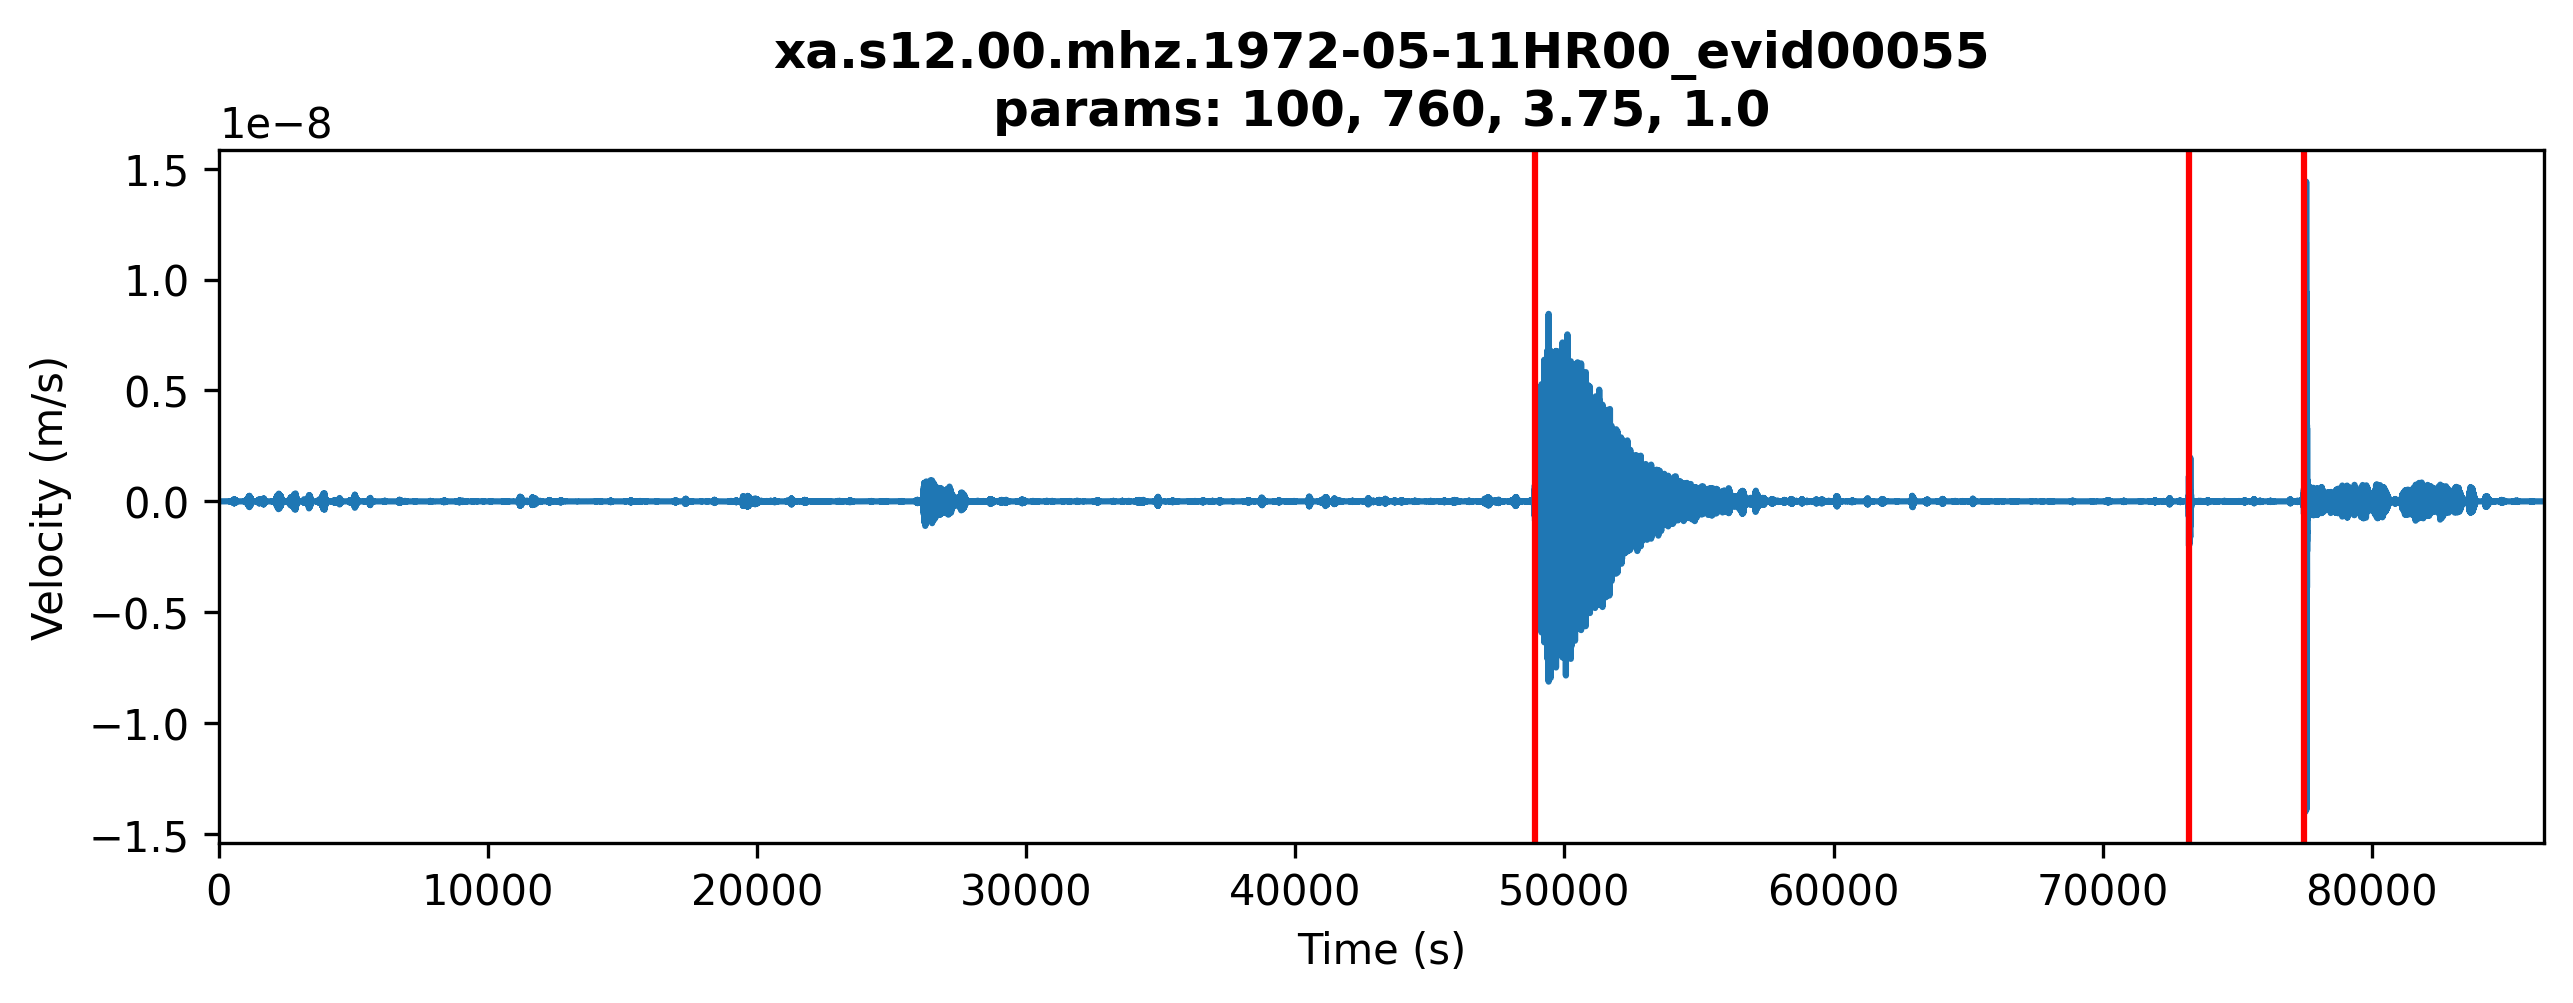 xa.s12.00.mhz.1972-05-11HR00_evid00055
params: 100, 760, 3.75, 1.0
1e−8
1.5
1.0
0.5
0.0
−0.5
−1.0
−1.5
Velocity (m/s)
0 10000 20000 30000 40000 50000 60000 70000 80000
Time (s)